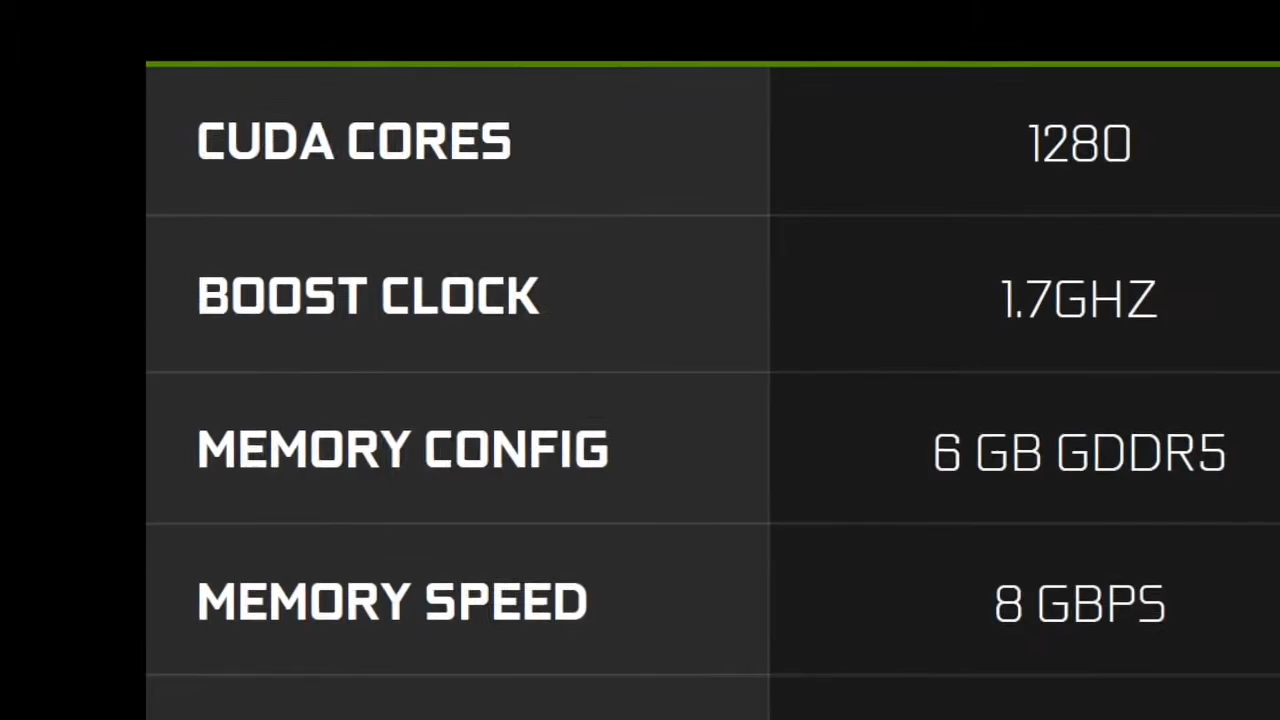 CUDA CORES 1280
BOOST CLOCK 1.7GHZ
MEMORY CONFIG 6 GB GDDR5
MEMORY SPEED 8 GBPS